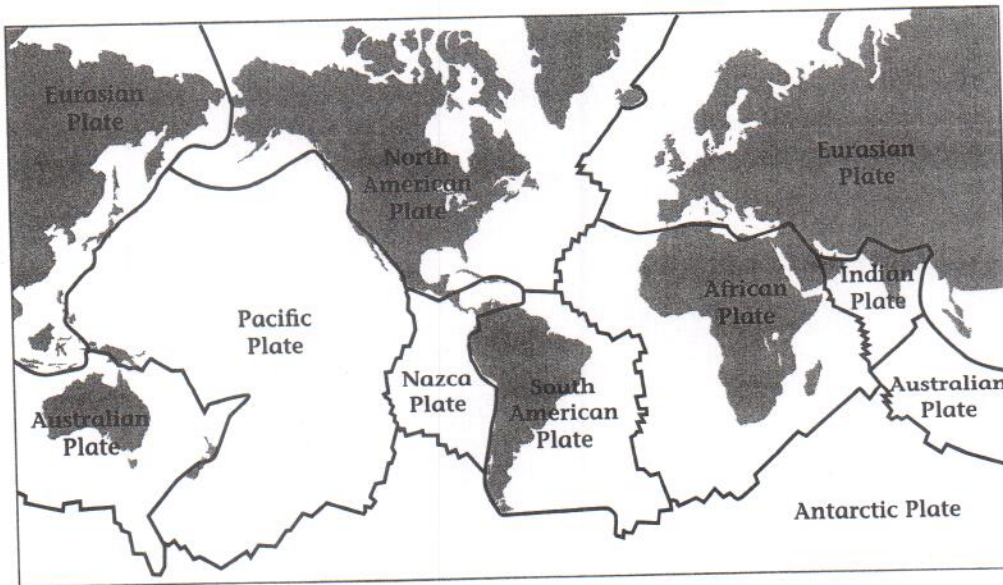 Eurasian
Plate
North
American
Plate
Eurasian
Plate
Pacific
Plate
African
Plate
Indian
Plate
Nazca
Plate
South
American
Plate
Australian
Plate
Australian
Plate
Antarctic Plate